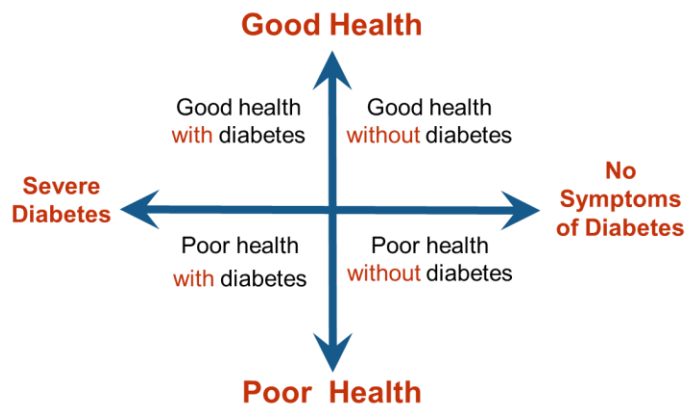 Good Health
Good health
with diabetes
Good health
without diabetes
Severe
Diabetes
No
Symptoms
of Diabetes
Poor health
with diabetes
Poor health
without diabetes
Poor Health